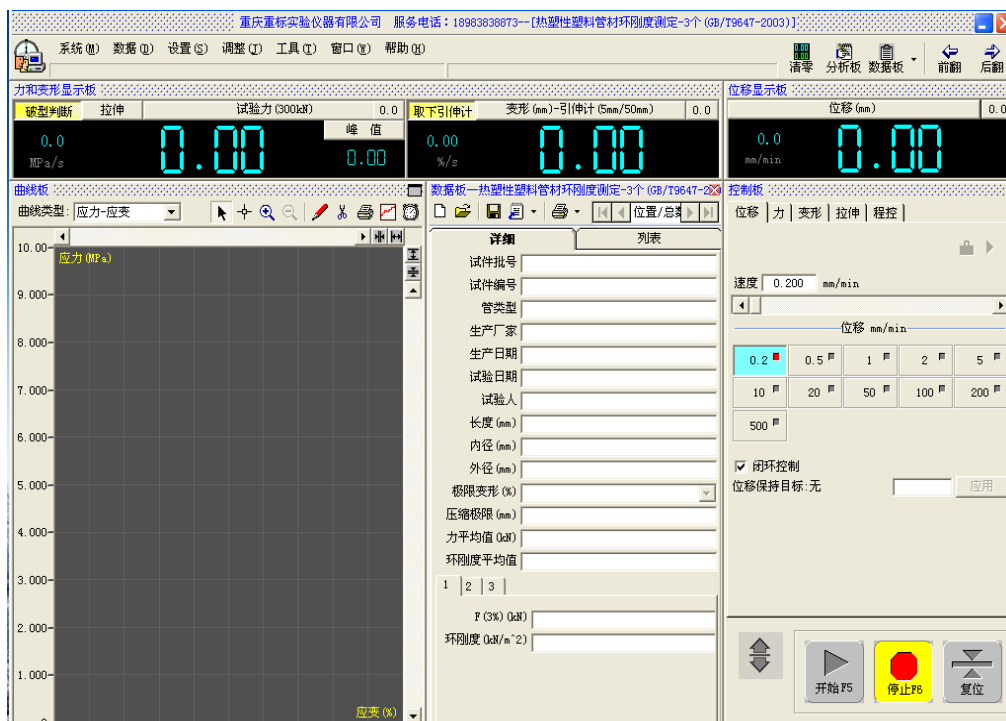 重庆重标实验仪器有限公司 服务电话：18983838873--[热塑性塑料管材环刚度测定-3个(GB/T9647-2003)]
系统(M) 数据(D) 设置(S) 调整(J) 工具(T) 窗口(W) 帮助(H)
清零 分析板 数据板 前翻 后翻
力和变形显示板
破型判断 拉伸 试验力(300kN) 0.0
峰 值
0.0
MPa/s
0.00
0.00
取下引伸计 变形(mm)-引伸计(5mm/50mm) 0.0
0.00
%/s
0.00
位移显示板
位移(mm) 0.0
0.0
mm/min
0.00
曲线板
曲线类型: 应力-应变
应力(MPa)
10.00
9.000
8.000
7.000
6.000
5.000
4.000
3.000
2.000
1.000
应变(%)
数据板—热塑性塑料管材环刚度测定-3个(GB/T9647-2
位置/总
详细 列表
试件批号
试件编号
管类型
生产厂家
生产日期
试验日期
试验人
长度(mm)
内径(mm)
外径(mm)
极限变形(%)
压缩极限(mm)
力平均值(kN)
环刚度平均值
1 2 3
F(3%)(kN)
环刚度(kN/m^2)
控制板
位移 力 变形 拉伸 程控
速度 0.200 mm/min
位移 mm/min
0.2 0.5 1 2 5
10 20 50 100 200
500
闭环控制
位移保持目标:无 应用
开始F5 停止F6 复位